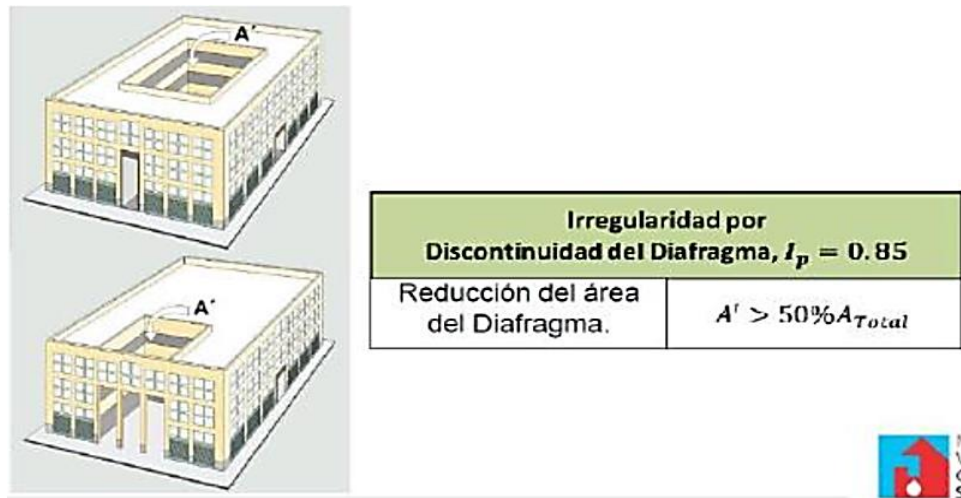 A'
A'
Irregularidad por
Discontinuidad del Diafragma, I_p = 0.85
Reducción del área
del Diafragma.
A' > 50%A_Total